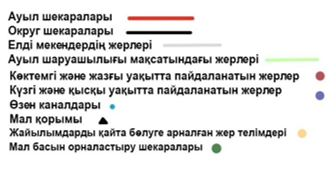 Ауыл шекаралары
Округ шекаралары
Елді мекендердің жерлері
Ауыл шаруашылығы мақсатындағы жерлері
Көктемгі және жазғы уақытта пайдаланатын жерлер
Күзгі және қысқы уақытта пайдаланатын жерлер
Өзен каналдары
Мал қорымы
Жайылымдарды қайта бөлуге арналған жер телімдері
Мал басын орналастыру шекаралары